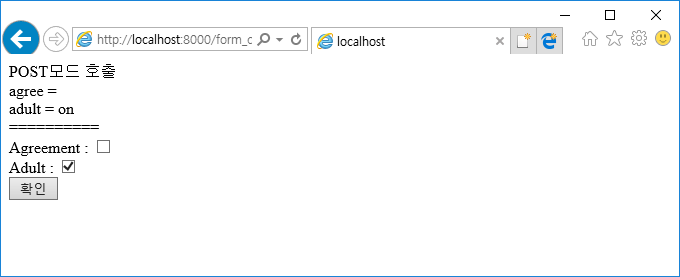 http://localhost:8000/form_c
localhost
POST모드 호출
agree =
adult = on
==========
Agreement :
Adult :
확인